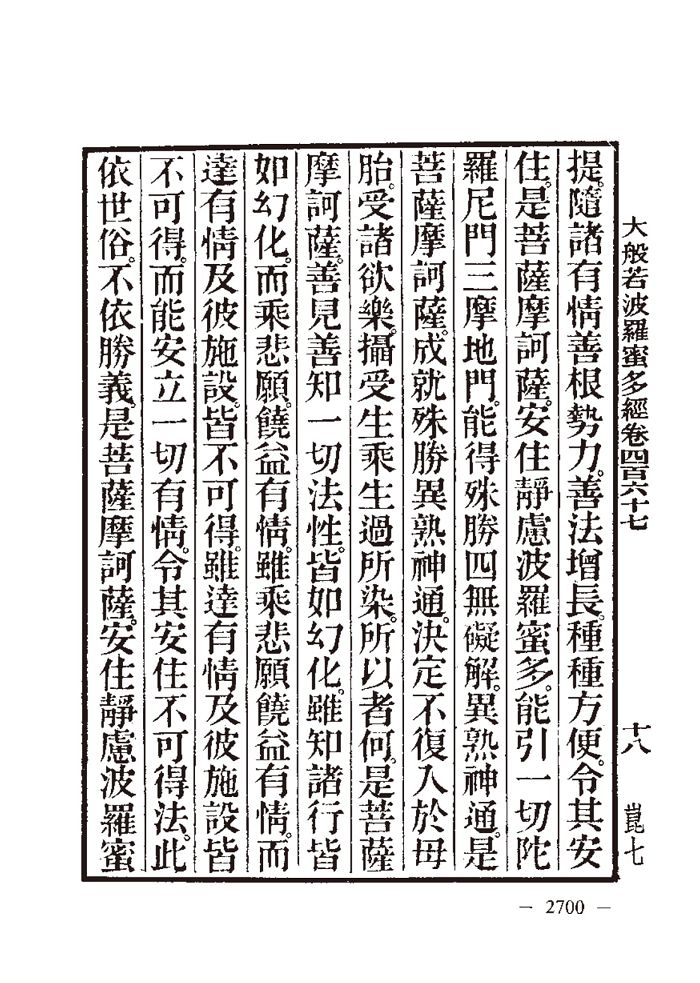 大般若波羅蜜多經卷四百六十七　十八　崑七
提。隨諸有情善根勢力。善法增長。種種方便。令其安
住。是菩薩摩訶薩。安住靜慮波羅蜜多。能引一切陀
羅尼門三摩地門。能得殊勝四無礙解。異熟神通。是
菩薩摩訶薩。成就殊勝異熟神通。決定不復入於母
胎。受諸欲樂。攝受生乘生過所染。所以者何。是菩薩
摩訶薩。善見善知一切法性。皆如幻化。雖知諸行皆
如幻化。而乘悲願。饒益有情。雖乘悲願饒益有情。而
達有情及彼施設。皆不可得。雖達有情及彼施設皆
不可得。而能安立一切有情。令其安住不可得法。此
依世俗。不依勝義。是菩薩摩訶薩。安住靜慮波羅蜜
— 2700 —